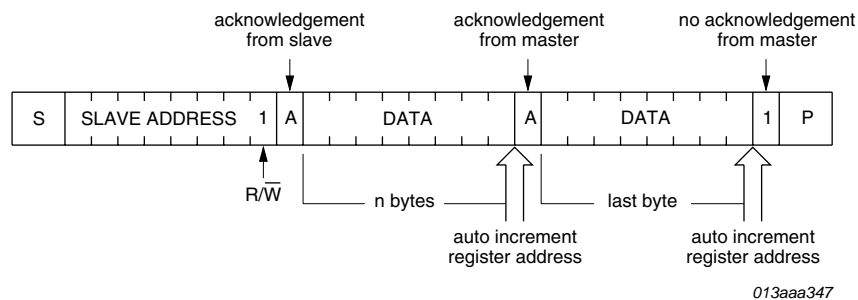 acknowledgement
from slave
acknowledgement
from master
no acknowledgement
from master
S SLAVE ADDRESS 1 A DATA A DATA 1 P
R/W̅
n bytes
last byte
auto increment
register address
auto increment
register address
013aaa347